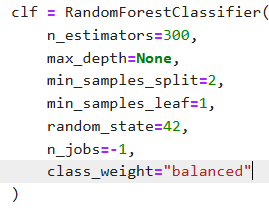 clf = RandomForestClassifier(
    n_estimators=300,
    max_depth=None,
    min_samples_split=2,
    min_samples_leaf=1,
    random_state=42,
    n_jobs=-1,
    class_weight="balanced"
)